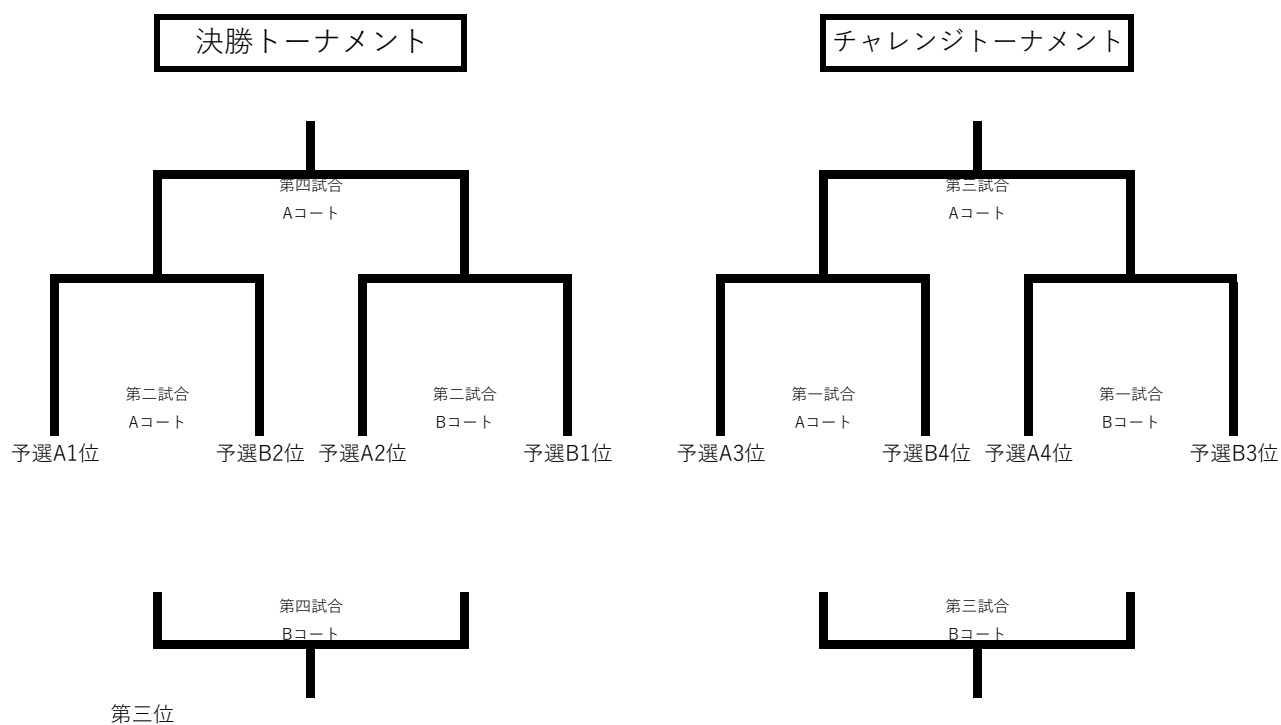 決勝トーナメント
チャレンジトーナメント
第四試合
Aコート
第三試合
Aコート
第二試合
Aコート
第二試合
Bコート
第一試合
Aコート
第一試合
Bコート
予選A1位
予選B2位
予選A2位
予選B1位
予選A3位
予選B4位
予選A4位
予選B3位
第四試合
Bコート
第三試合
Bコート
第三位